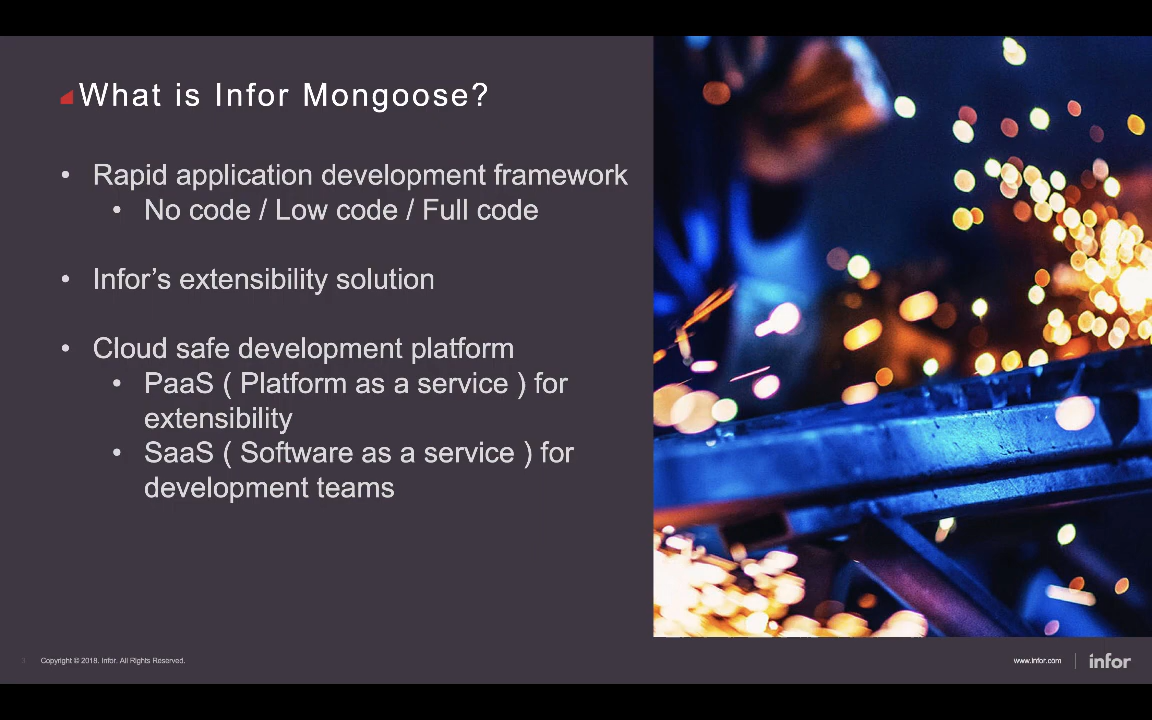 What is Infor Mongoose?
• Rapid application development framework
• No code / Low code / Full code
• Infor’s extensibility solution
• Cloud safe development platform
• PaaS ( Platform as a service ) for
extensibility
• SaaS ( Software as a service ) for
development teams
3 Copyright © 2018. Infor. All Rights Reserved.
www.infor.com | infor